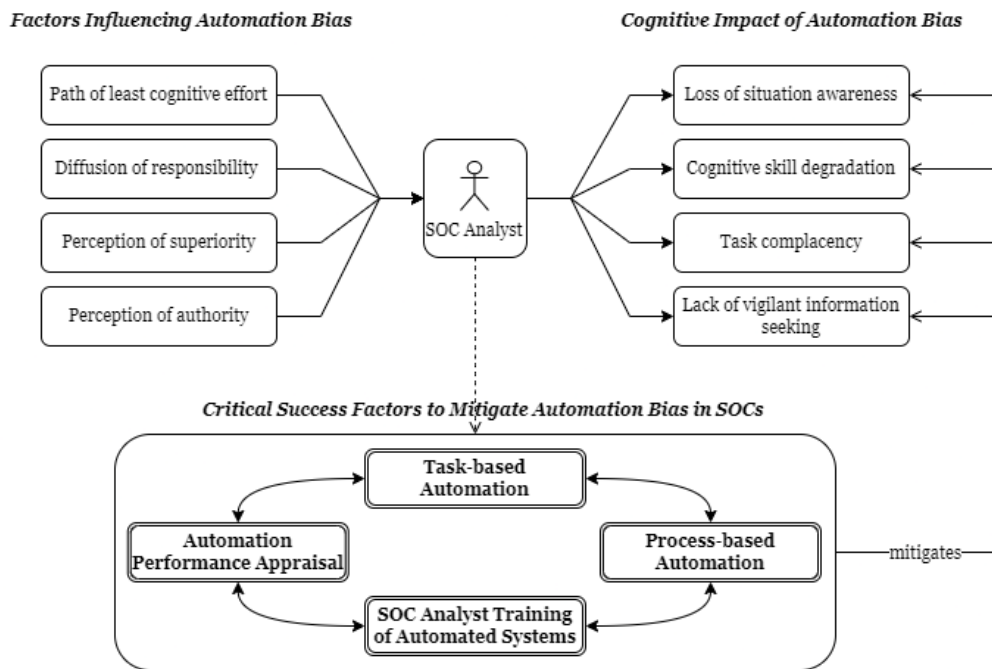 Factors Influencing Automation Bias
Cognitive Impact of Automation Bias
Path of least cognitive effort
Diffusion of responsibility
Perception of superiority
Perception of authority
SOC Analyst
Loss of situation awareness
Cognitive skill degradation
Task complacency
Lack of vigilant information
seeking
Critical Success Factors to Mitigate Automation Bias in SOCs
Task-based
Automation
Automation
Performance Appraisal
Process-based
Automation
SOC Analyst Training
of Automated Systems
mitigates